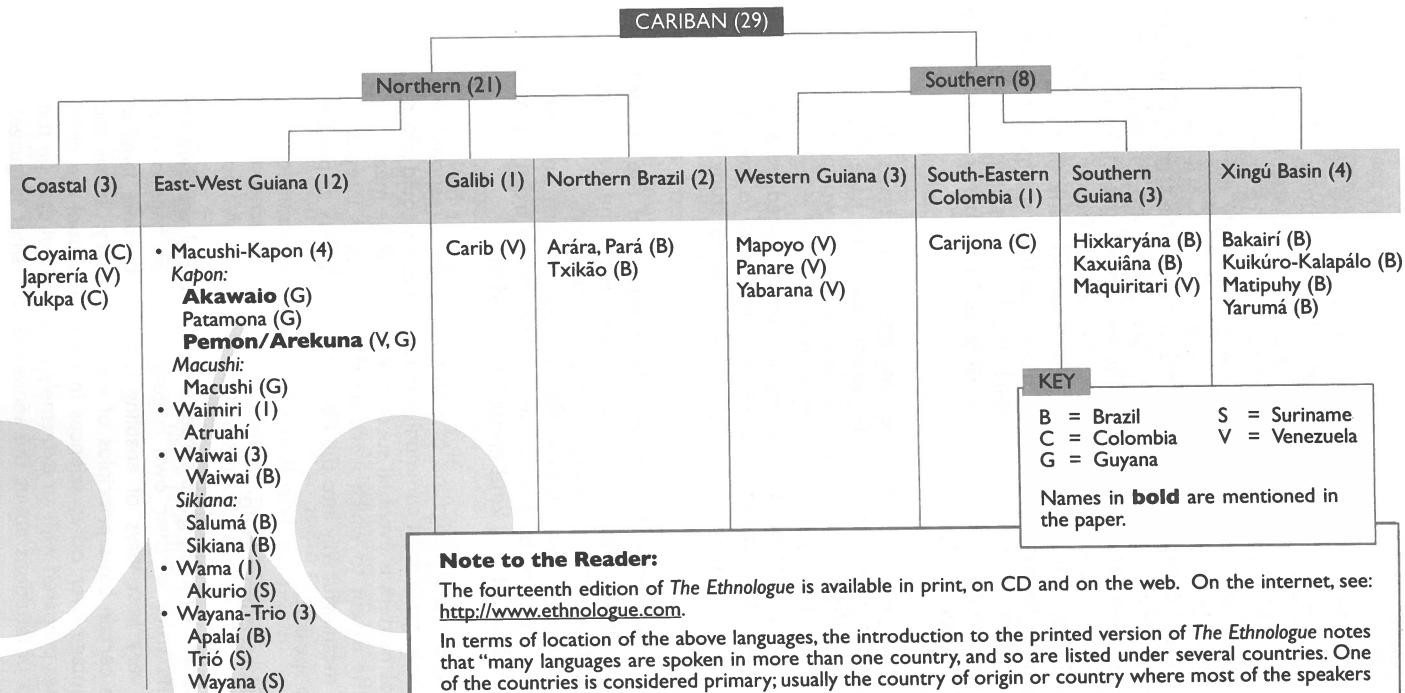 CARIBAN (29)
Northern (21)
Southern (8)
Coastal (3)
East-West Guiana (12)
Galibi (1)
Northern Brazil (2)
Western Guiana (3)
South-Eastern
Colombia (1)
Southern
Guiana (3)
Xingú Basin (4)
Coyaima (C)
Japrería (V)
Yukpa (C)
• Macushi-Kapon (4)
Kapon:
Akawaio (G)
Patamona (G)
Pemon/Arekuna (V, G)
Macushi:
Macushi (G)
• Waimiri (1)
Atruahí
• Waiwai (3)
Waiwai (B)
Sikiana:
Salumá (B)
Sikiana (B)
• Wama (1)
Akurio (S)
• Wayana-Trio (3)
Apalaí (B)
Trió (S)
Wayana (S)
Carib (V)
Arára, Pará (B)
Txikão (B)
Mapoyo (V)
Panare (V)
Yabarana (V)
Carijona (C)
Hixkaryána (B)
Kaxuiâna (B)
Maquiritari (V)
Bakairí (B)
Kuikúro-Kalapálo (B)
Matipuhy (B)
Yarumá (B)
KEY
B = Brazil
C = Colombia
G = Guyana
S = Suriname
V = Venezuela
Names in bold are mentioned in
the paper.
Note to the Reader:
The fourteenth edition of The Ethnologue is available in print, on CD and on the web. On the internet, see:
http://www.ethnologue.com.
In terms of location of the above languages, the introduction to the printed version of The Ethnologue notes
that “many languages are spoken in more than one country, and so are listed under several countries. One
of the countries is considered primary; usually the country of origin or country where most of the speakers